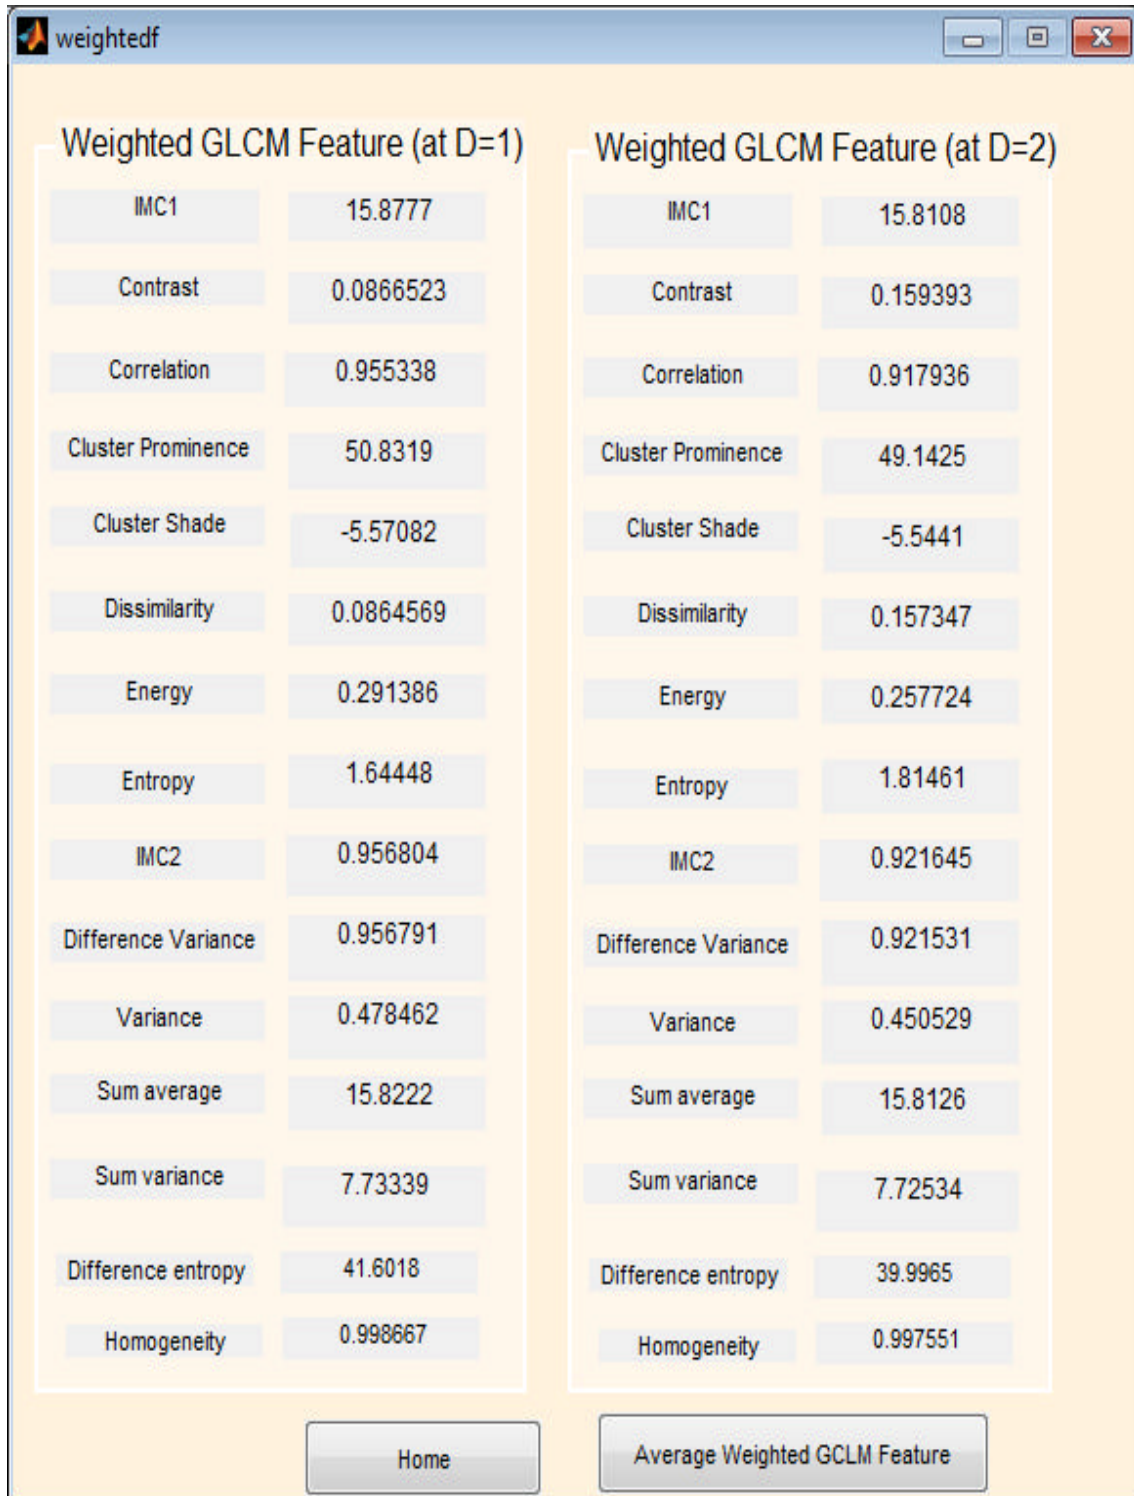 weightedf
Weighted GLCM Feature (at D=1)
IMC1 15.8777
Contrast 0.0866523
Correlation 0.955338
Cluster Prominence 50.8319
Cluster Shade -5.57082
Dissimilarity 0.0864569
Energy 0.291386
Entropy 1.64448
IMC2 0.956804
Difference Variance 0.956791
Variance 0.478462
Sum average 15.8222
Sum variance 7.73339
Difference entropy 41.6018
Homogeneity 0.998667
Weighted GLCM Feature (at D=2)
IMC1 15.8108
Contrast 0.159393
Correlation 0.917936
Cluster Prominence 49.1425
Cluster Shade -5.5441
Dissimilarity 0.157347
Energy 0.257724
Entropy 1.81461
IMC2 0.921645
Difference Variance 0.921531
Variance 0.450529
Sum average 15.8126
Sum variance 7.72534
Difference entropy 39.9965
Homogeneity 0.997551
Home
Average Weighted GCLM Feature